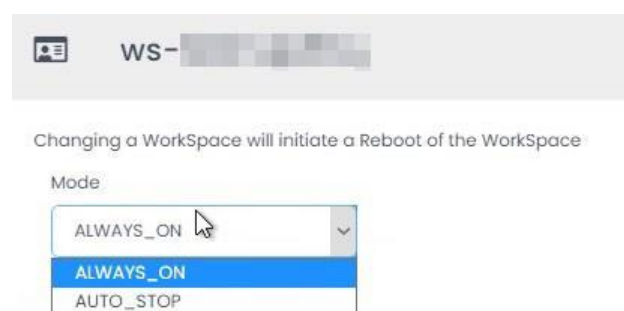 ws-
Changing a WorkSpace will initiate a Reboot of the WorkSpace
Mode
ALWAYS_ON
ALWAYS_ON
AUTO_STOP